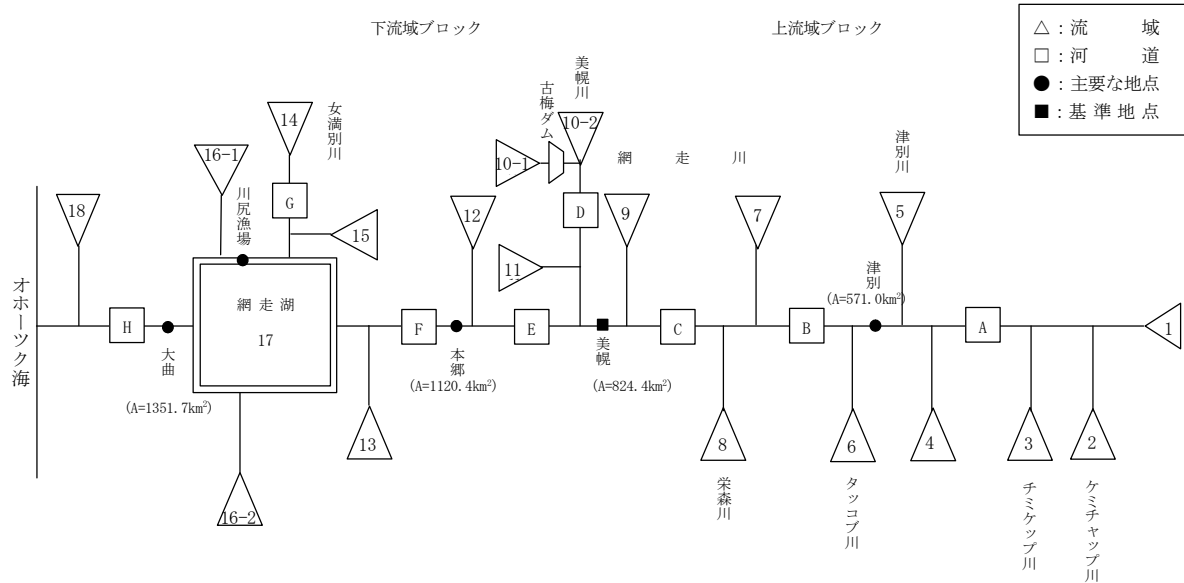 下流域ブロック
上流域ブロック
△：流域
□：河道
●：主要な地点
■：基準地点
オホーツク海
18
H
大曲
(A=1351.7km²)
16-1
川尻漁場
14
女満別川
G
15
網走湖
17
16-2
13
F
本郷
(A=1120.4km²)
12
E
11
古梅ダム
美幌川
10-1
10-2
D
網走川
美幌
(A=824.4km²)
9
C
7
8
栄森川
B
津別
(A=571.0km²)
津別川
5
6
タッコブ川
4
A
3
チミケップ川
2
ケミチャップ川
1